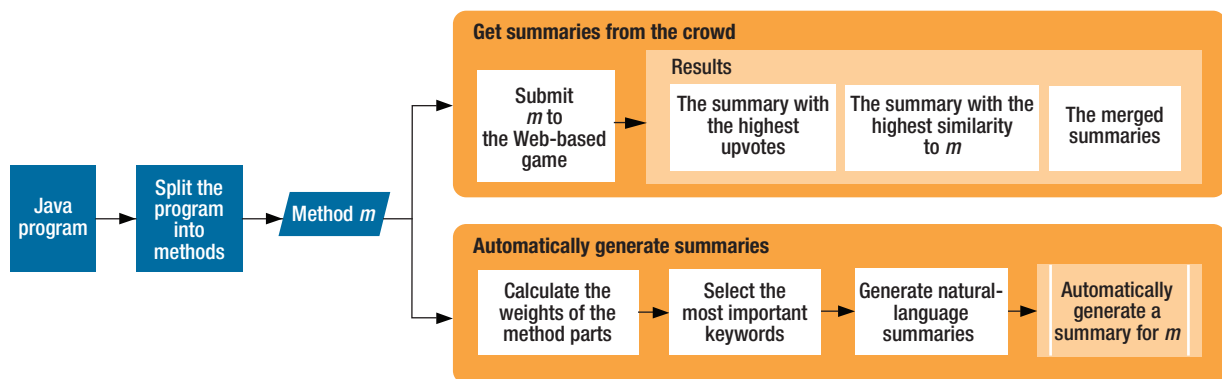 Java
program
Split the
program
into
methods
Method m
Get summaries from the crowd
Submit
m to
the Web-based
game
Results
The summary with
the highest
upvotes
The summary with the
highest similarity
to m
The merged
summaries
Automatically generate summaries
Calculate the
weights of the
method parts
Select the
most important
keywords
Generate natural-
language
summaries
Automatically
generate a
summary for m